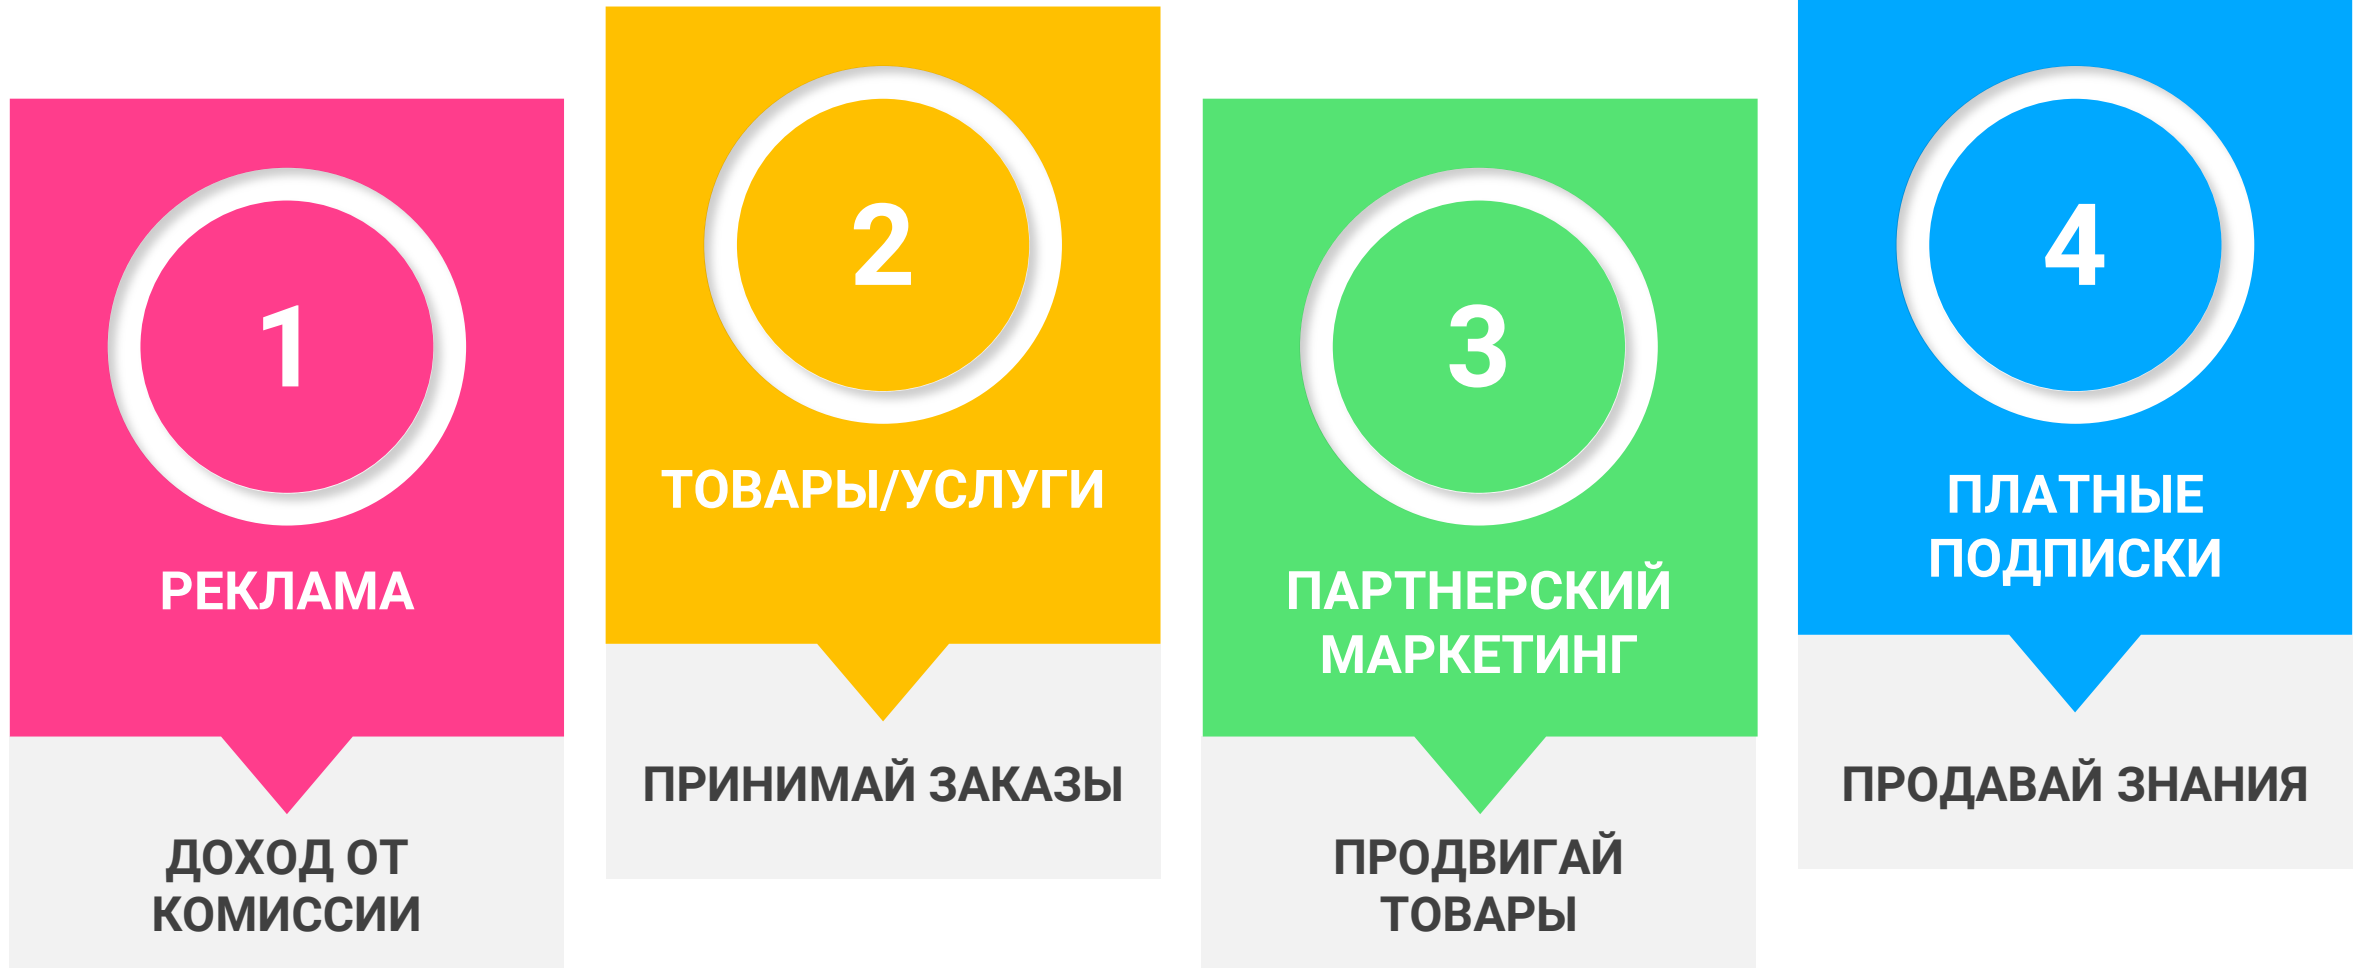 1
РЕКЛАМА
ДОХОД ОТ
КОМИССИИ
2
ТОВАРЫ/УСЛУГИ
ПРИНИМАЙ ЗАКАЗЫ
3
ПАРТНЕРСКИЙ
МАРКЕТИНГ
ПРОДВИГАЙ
ТОВАРЫ
4
ПЛАТНЫЕ
ПОДПИСКИ
ПРОДАВАЙ ЗНАНИЯ